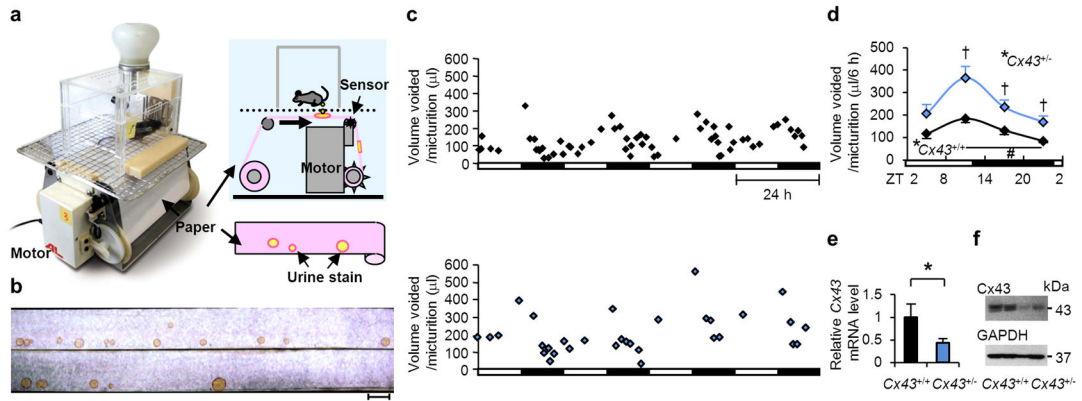 a
Sensor
Motor
Paper
Motor
Urine stain
b
c
Volume voided
/micturition (µl)
600
500
400
300
200
100
0
24 h
Volume voided
/micturition (µl)
600
500
400
300
200
100
0
d
Volume voided
/micturition (µl/6 h)
500
400
300
200
100
0
† *Cx43+/-
†
†
*Cx43+/+
#
ZT 2 8 14 20 2
e
Relative Cx43
mRNA level
1.5
1
0.5
0
*
Cx43+/+ Cx43+/-
f
kDa
Cx43
43
GAPDH
37
Cx43+/+ Cx43+/-